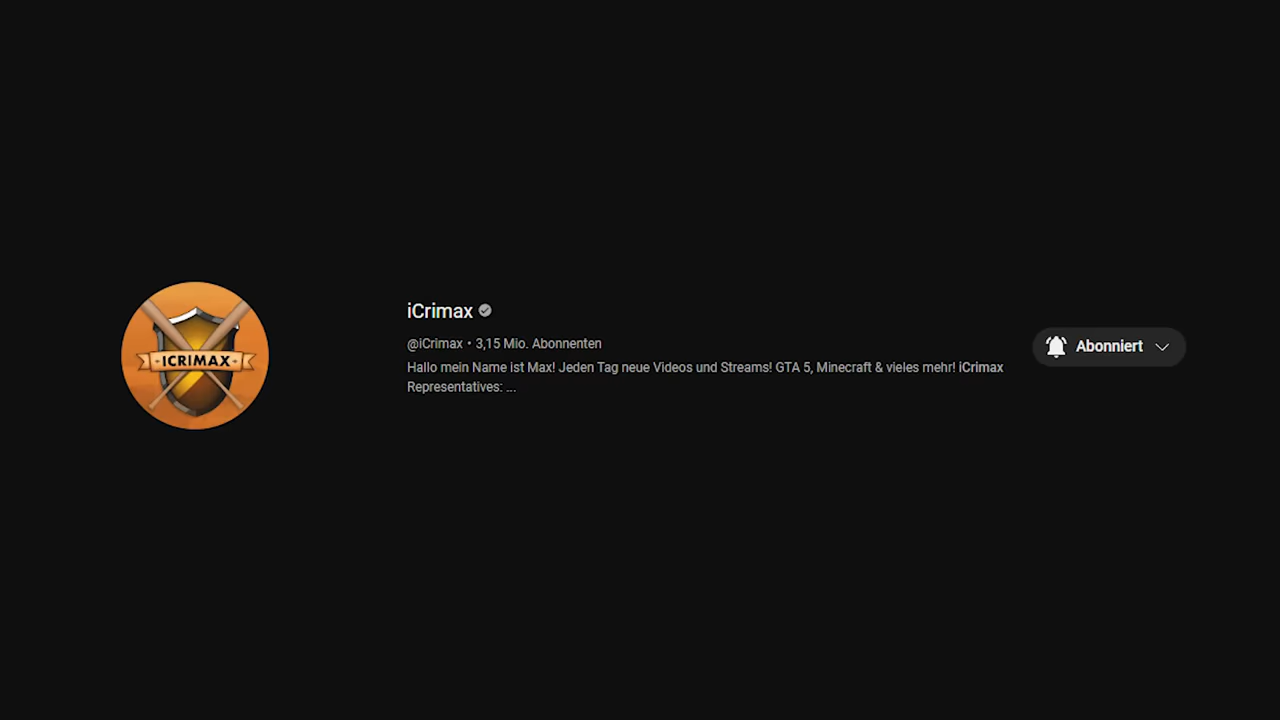 iCrimax
@iCrimax • 3,15 Mio. Abonnenten
Hallo mein Name ist Max! Jeden Tag neue Videos und Streams! GTA 5, Minecraft & vieles mehr! iCrimax
Representatives: ...
ICRIMAX
Abonniert